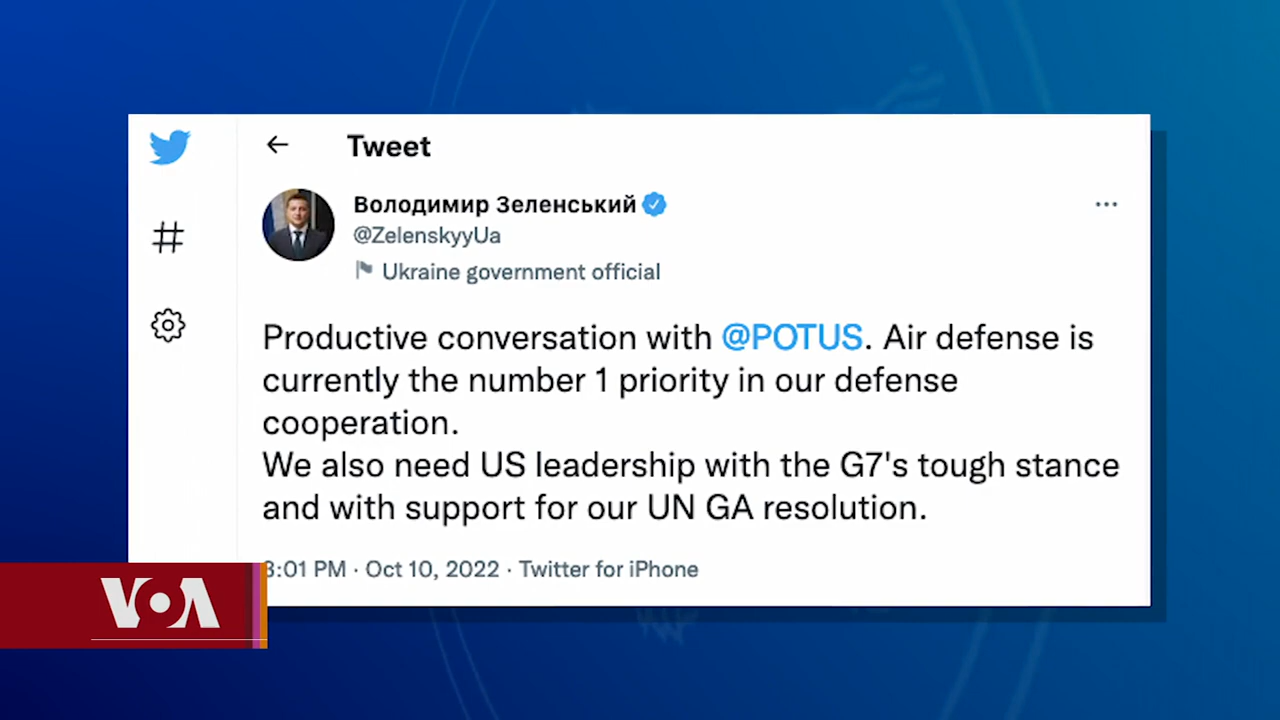 Tweet
Володимир Зеленський
@ZelenskyyUa
Ukraine government official
Productive conversation with @POTUS. Air defense is
currently the number 1 priority in our defense
cooperation.
We also need US leadership with the G7's tough stance
and with support for our UN GA resolution.
3:01 PM · Oct 10, 2022 · Twitter for iPhone
VOA